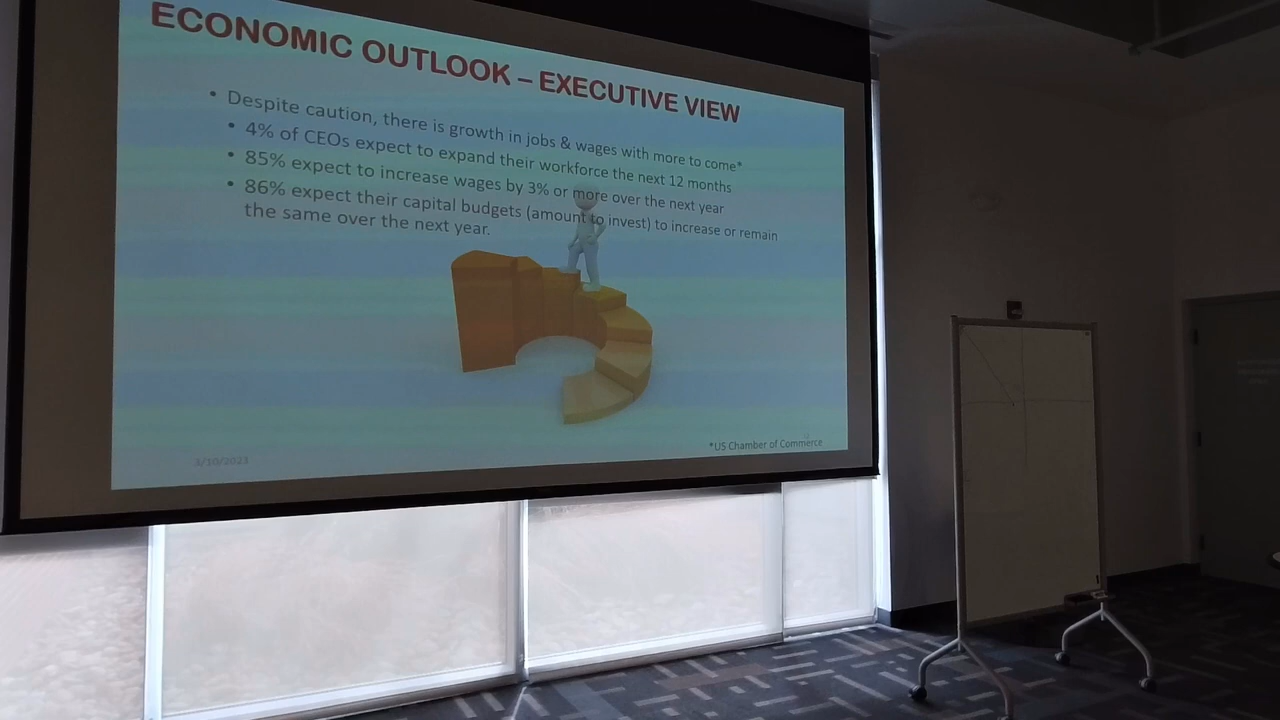 ECONOMIC OUTLOOK – EXECUTIVE VIEW
• Despite caution, there is growth in jobs & wages with more to come*
• 4% of CEOs expect to expand their workforce the next 12 months
• 85% expect to increase wages by 3% or more over the next year
• 86% expect their capital budgets (amount to invest) to increase or remain
the same over the next year.
*US Chamber of Commerce
3/10/2023